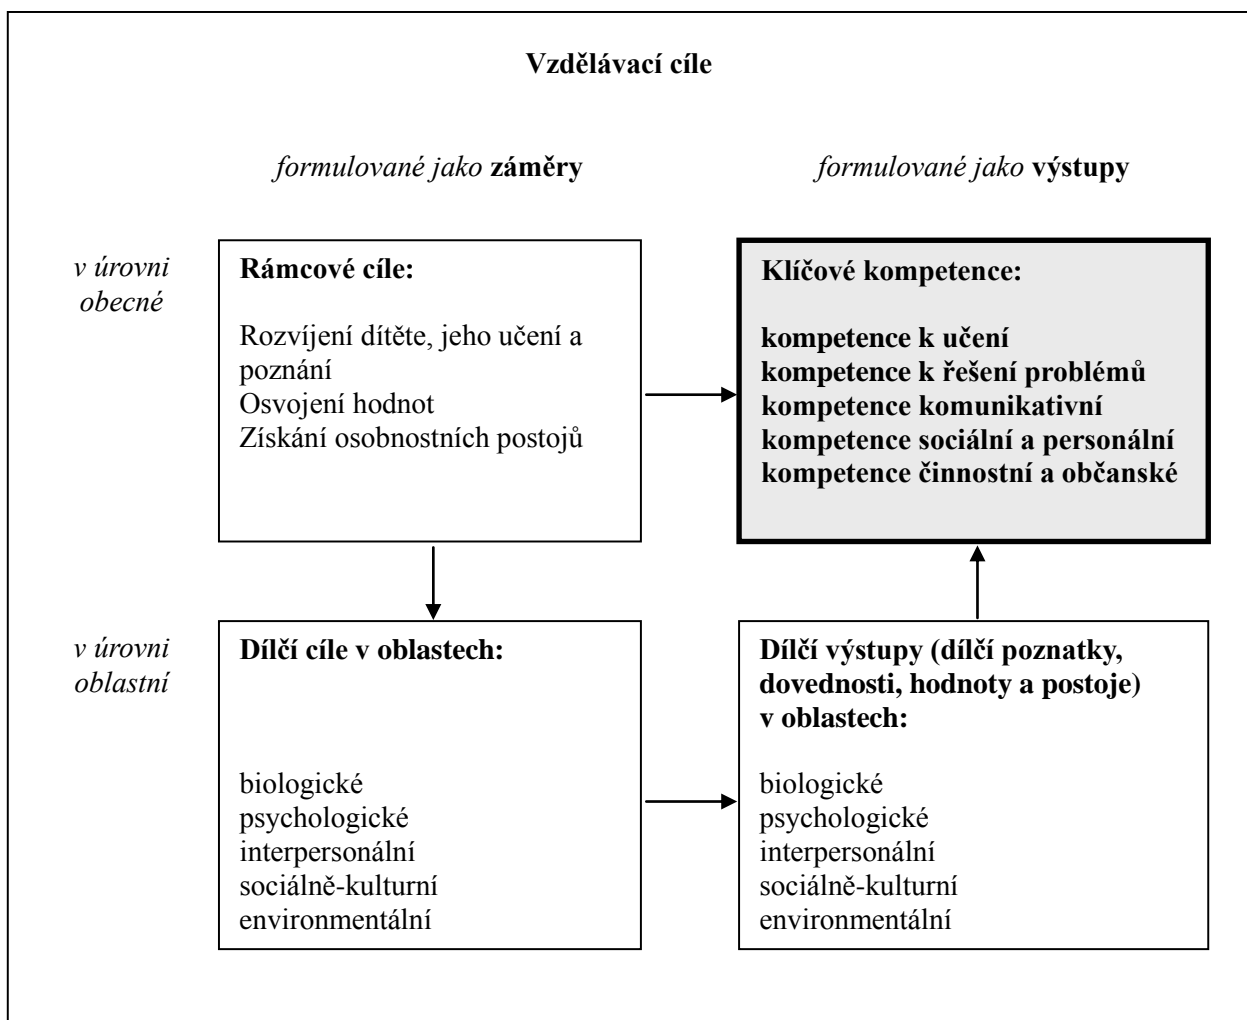 Vzdělávací cíle
formulované jako záměry
formulované jako výstupy
v úrovni
obecné
Rámcové cíle:
Rozvíjení dítěte, jeho učení a
poznání
Osvojení hodnot
Získání osobnostních postojů
Klíčové kompetence:
kompetence k učení
kompetence k řešení problémů
kompetence komunikativní
kompetence sociální a personální
kompetence činnostní a občanské
v úrovni
oblastní
Dílčí cíle v oblastech:
biologické
psychologické
interpersonální
sociálně-kulturní
environmentální
Dílčí výstupy (dílčí poznatky,
dovednosti, hodnoty a postoje)
v oblastech:
biologické
psychologické
interpersonální
sociálně-kulturní
environmentální